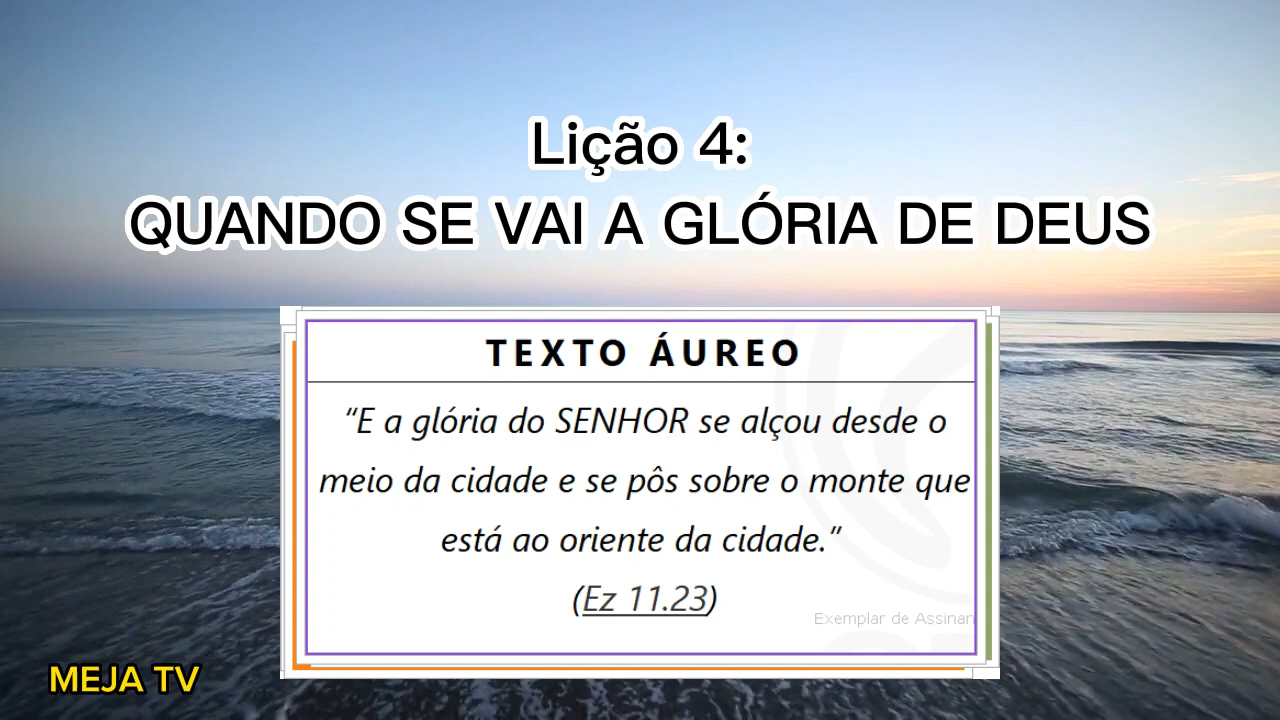 Lição 4:
QUANDO SE VAI A GLÓRIA DE DEUS
TEXTO ÁUREO
“E a glória do SENHOR se alçou desde o
meio da cidade e se pôs sobre o monte que
está ao oriente da cidade.”
(Ez 11.23)
Exemplar de Assinan
MEJA TV